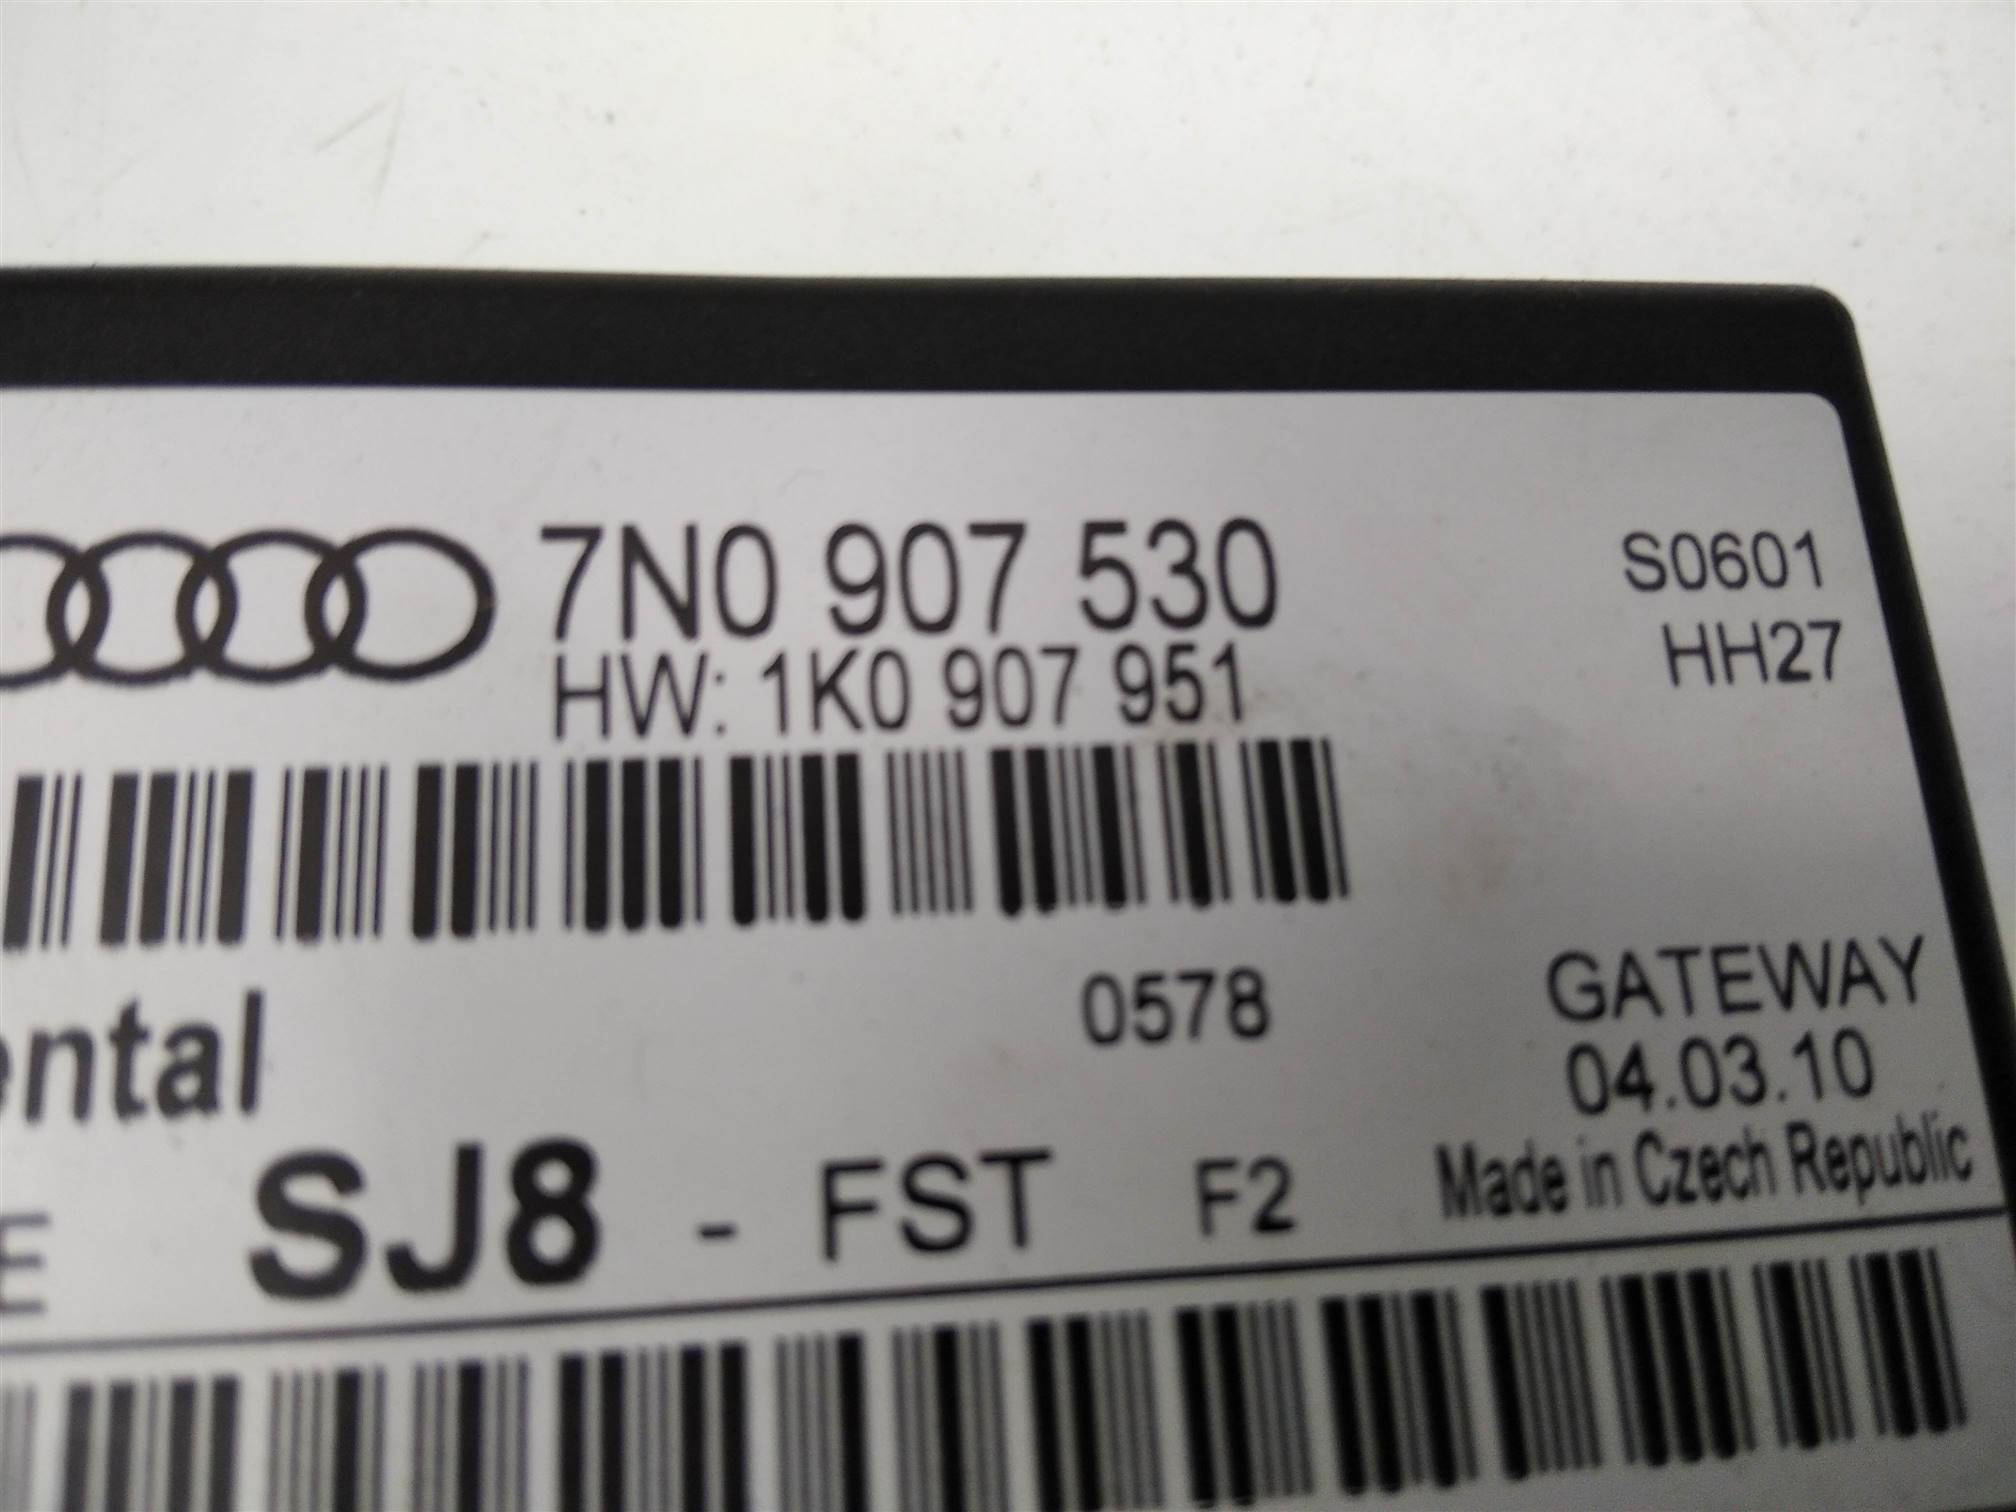 7N0 907 530
S0601
HW: 1K0 907 951
HH27
0578
GATEWAY
ental
04.03.10
E SJ8 - FST F2
Made in Czech Republic